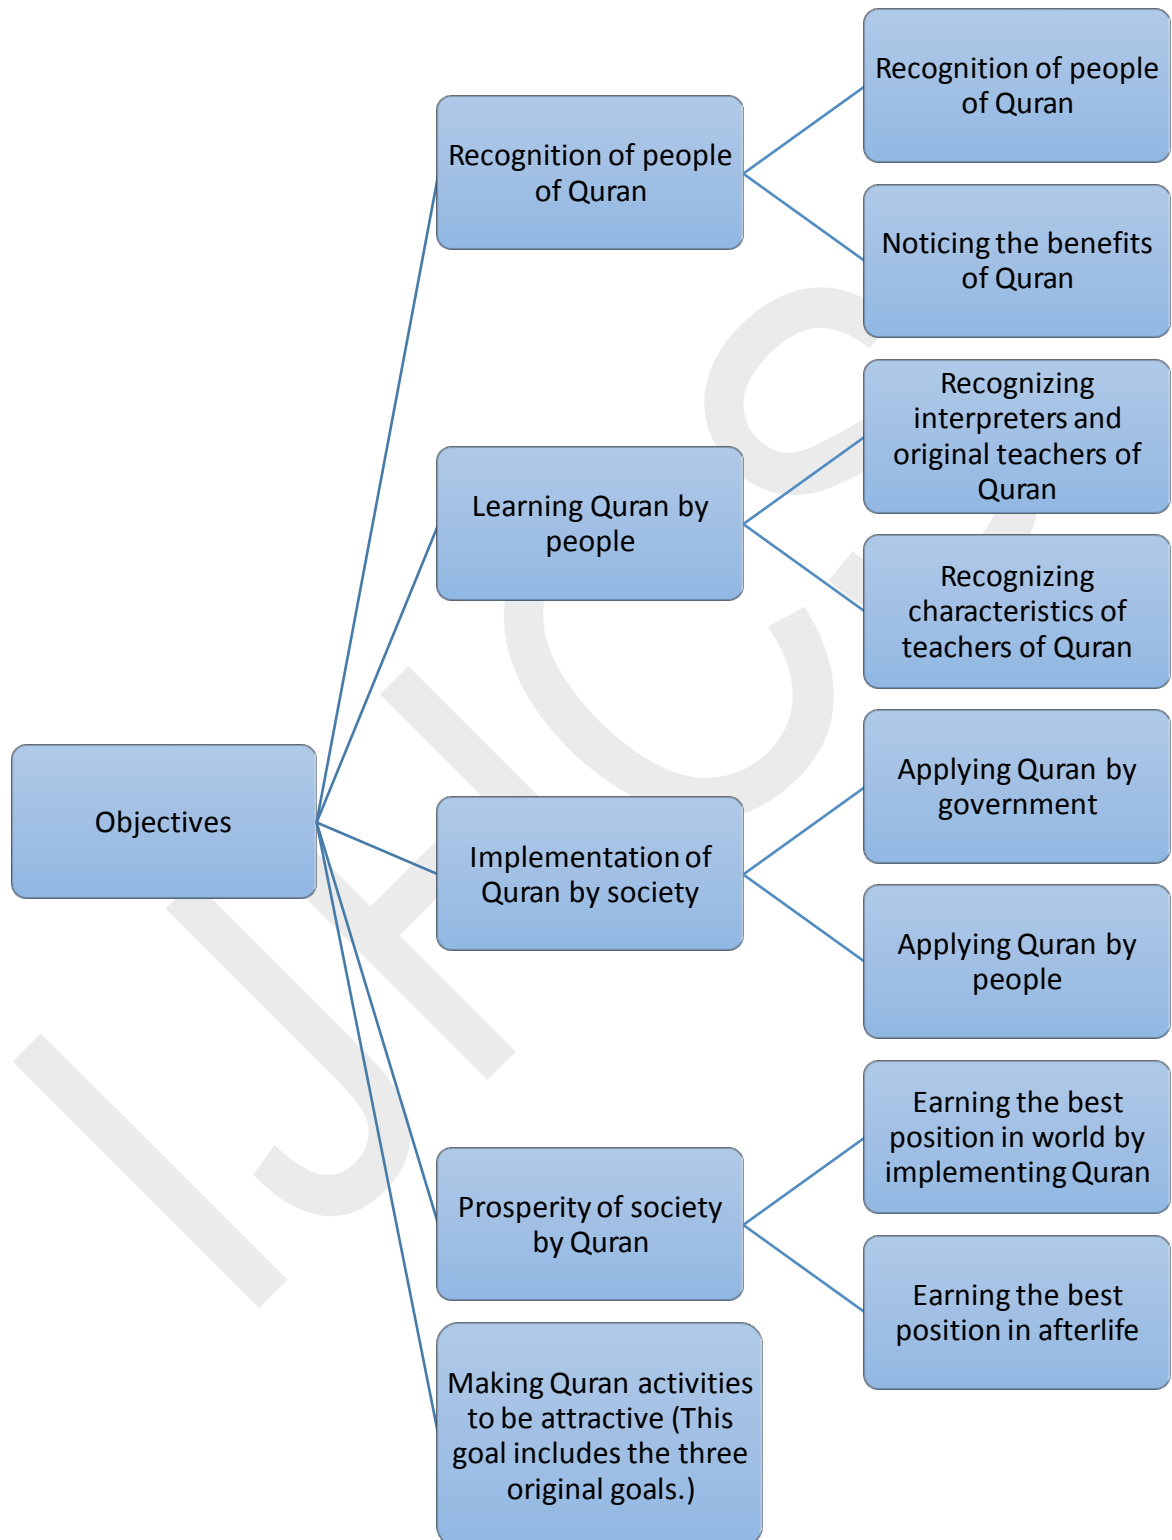 Objectives
Recognition of people
of Quran
Recognition of people
of Quran
Noticing the benefits
of Quran
Learning Quran by
people
Recognizing
interpreters and
original teachers of
Quran
Recognizing
characteristics of
teachers of Quran
Implementation of
Quran by society
Applying Quran by
government
Applying Quran by
people
Prosperity of society
by Quran
Earning the best
position in world by
implementing Quran
Earning the best
position in afterlife
Making Quran activities
to be attractive (This
goal includes the three
original goals.)
IJHCS